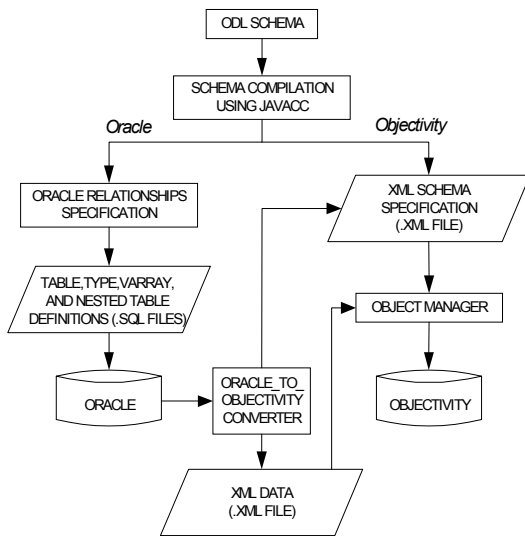 ODL SCHEMA
SCHEMA COMPILATION
USING JAVACC
Oracle
Objectivity
ORACLE RELATIONSHIPS
SPECIFICATION
XML SCHEMA
SPECIFICATION
(.XML FILE)
TABLE,TYPE,VARRAY,
AND NESTED TABLE
DEFINITIONS (.SQL FILES)
OBJECT MANAGER
ORACLE
ORACLE_TO_
OBJECTIVITY
CONVERTER
OBJECTIVITY
XML DATA
(.XML FILE)